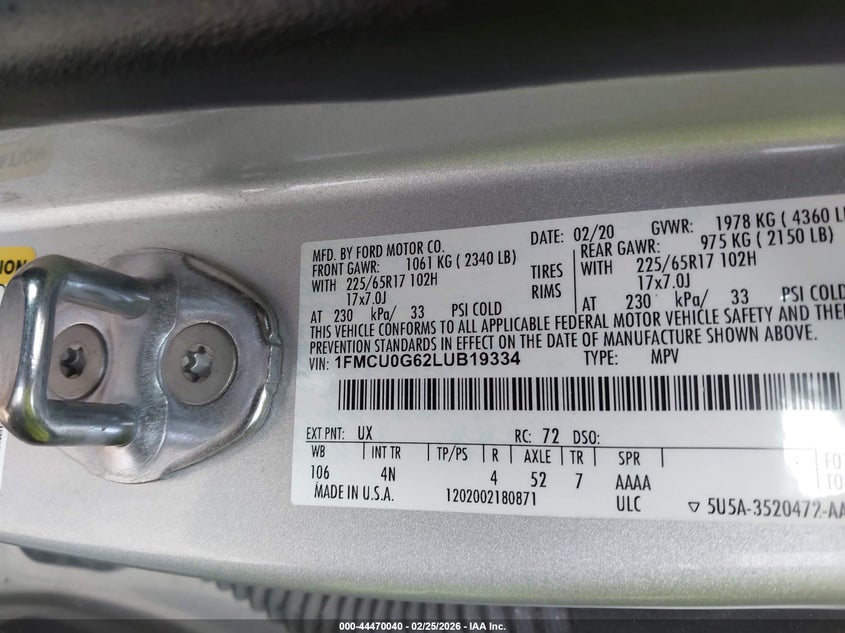 MFD. BY FORD MOTOR CO.
DATE: 02/20 GVWR: 1978 KG ( 4360 L
FRONT GAWR: 1061 KG ( 2340 LB)
REAR GAWR: 975 KG ( 2150 LB)
WITH 225/65R17 102H TIRES WITH 225/65R17 102H
17x7.0J RIMS 17x7.0J
AT 230 kPa/ 33 PSI COLD AT 230 kPa/ 33 PSI COLD
THIS VEHICLE CONFORMS TO ALL APPLICABLE FEDERAL MOTOR VEHICLE SAFETY AND THE
PREVENTION STANDARDS IN EFFECT ON THE DATE OF MANUFACTURE SHOWN ABOVE.
VIN: 1FMCU0G62LUB19334 TYPE: MPV
EXT PNT: UX RC: 72 DSO:
WB INT TR TP/PS R AXLE TR SPR
106 4N 4 52 7 AAAA
MADE IN U.S.A. 1202002180871 ULC ▽ 5U5A-3520472-AA
000-44470040 - 02/25/2026 - IAA Inc.